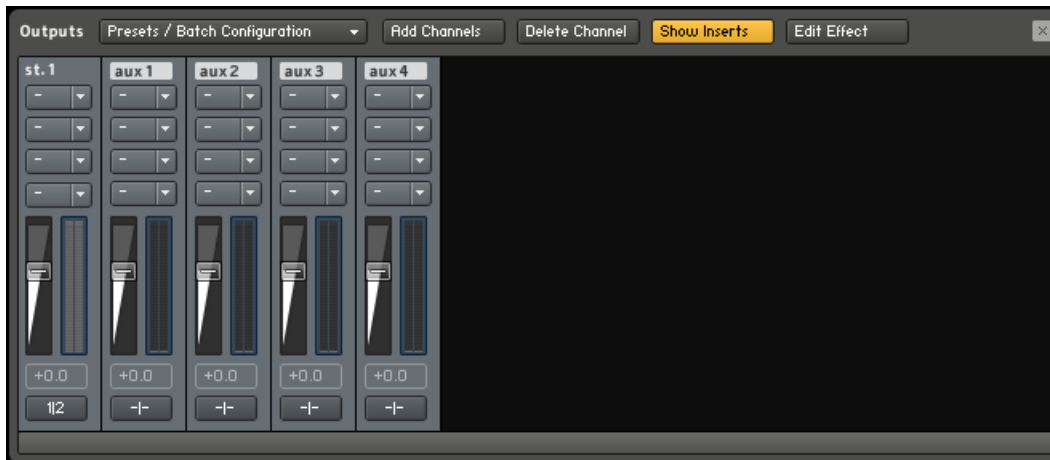 Outputs Presets / Batch Configuration Add Channels Delete Channel Show Inserts Edit Effect
st.1 aux 1 aux 2 aux 3 aux 4
- - - - -
- - - - -
- - - - -
- - - - -
+0.0 +0.0 +0.0 +0.0 +0.0
1|2 -|- -|- -|- -|-